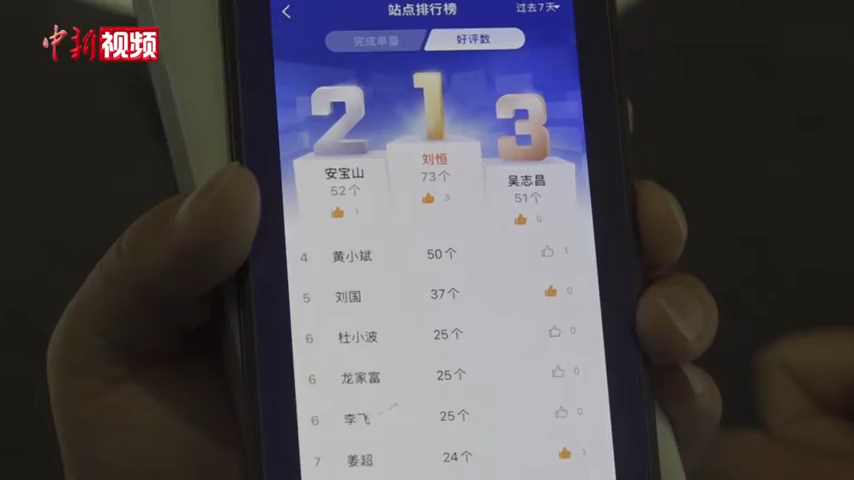 中新视频
站点排行榜
过去7天
完成单量
好评数
2
1
3
安宝山
刘恒
吴志昌
52个
73个
51个
1
3
0
4 黄小斌 50个 1
5 刘国 37个 0
6 杜小波 25个 0
6 龙家富 25个 0
6 李飞 25个 0
7 姜超 24个 1